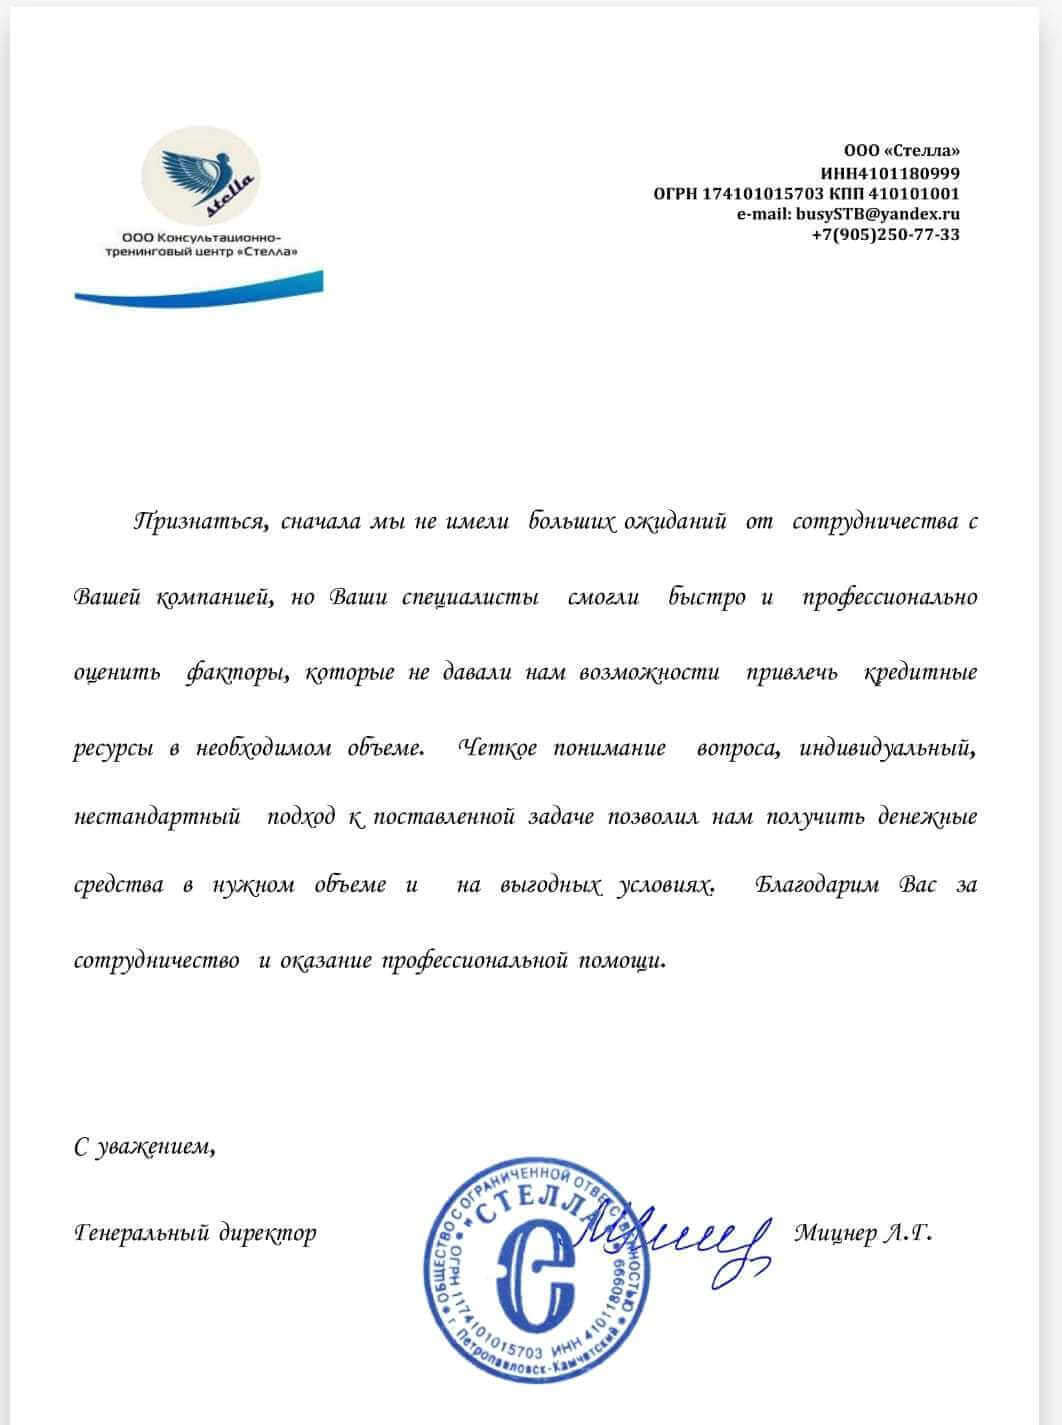 stella
ООО Консультационно-
тренинговый центр «Стелла»
ООО «Стелла»
ИНН4101180999
ОГРН 174101015703 КПП 410101001
e-mail: busySTB@yandex.ru
+7(905)250-77-33
Признаться, сначала мы не имели больших ожиданий от сотрудничества с
Вашей компанией, но Ваши специалисты смогли быстро и профессионально
оценить факторы, которые не давали нам возможности привлечь кредитные
ресурсы в необходимом объеме. Четкое понимание вопроса, индивидуальный,
нестандартный подход к поставленной задаче позволил нам получить денежные
средства в нужном объеме и на выгодных условиях. Благодарим Вас за
сотрудничество и оказание профессиональной помощи.
С уважением,
Генеральный директор
Мицнер Л.Г.
ОБЩЕСТВО С ОГРАНИЧЕННОЙ ОТВЕТСТВЕННОСТЬЮ
"СТЕЛЛА"
ОГРН 1174101015703 ИНН 4101180999
г. Петропавловск-Камчатский
С